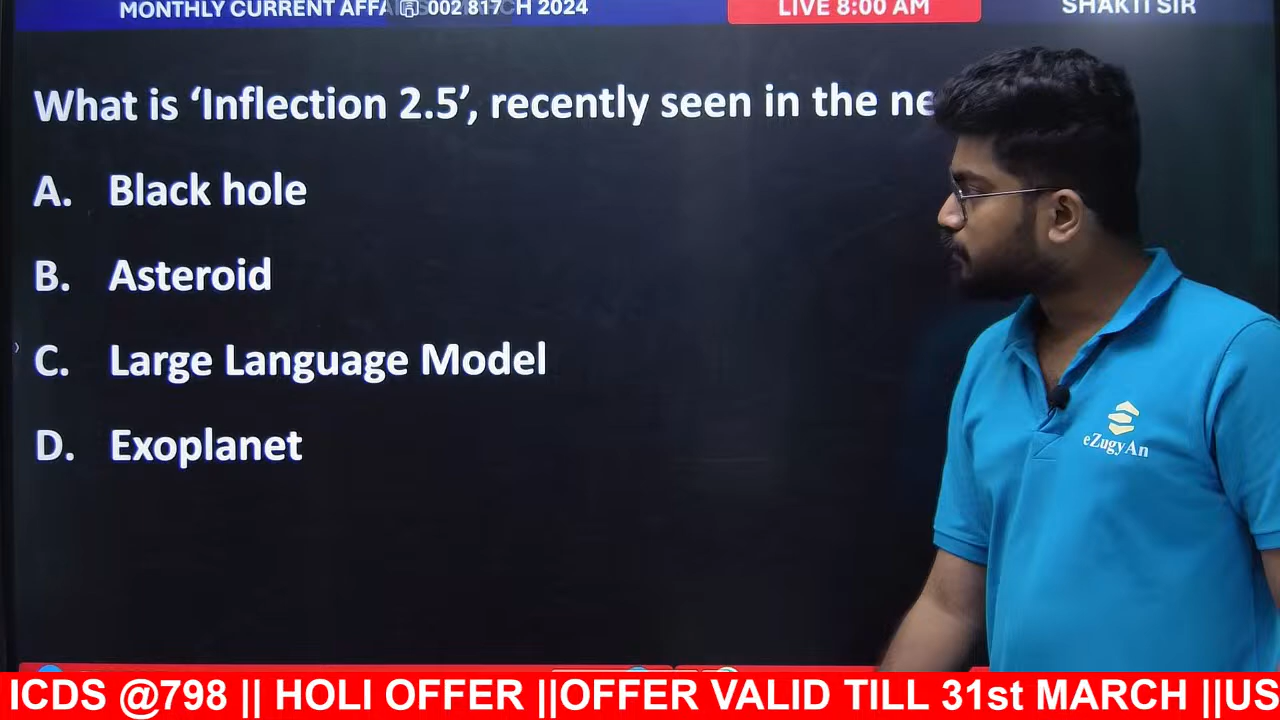 MONTHLY CURRENT AFFAIRS 002 817 CH 2024
LIVE 8:00 AM
SHAKTI SIR
What is ‘Inflection 2.5’, recently seen in the ne
A. Black hole
B. Asteroid
C. Large Language Model
D. Exoplanet
eZugyAn
ICDS @798 || HOLI OFFER ||OFFER VALID TILL 31st MARCH ||US